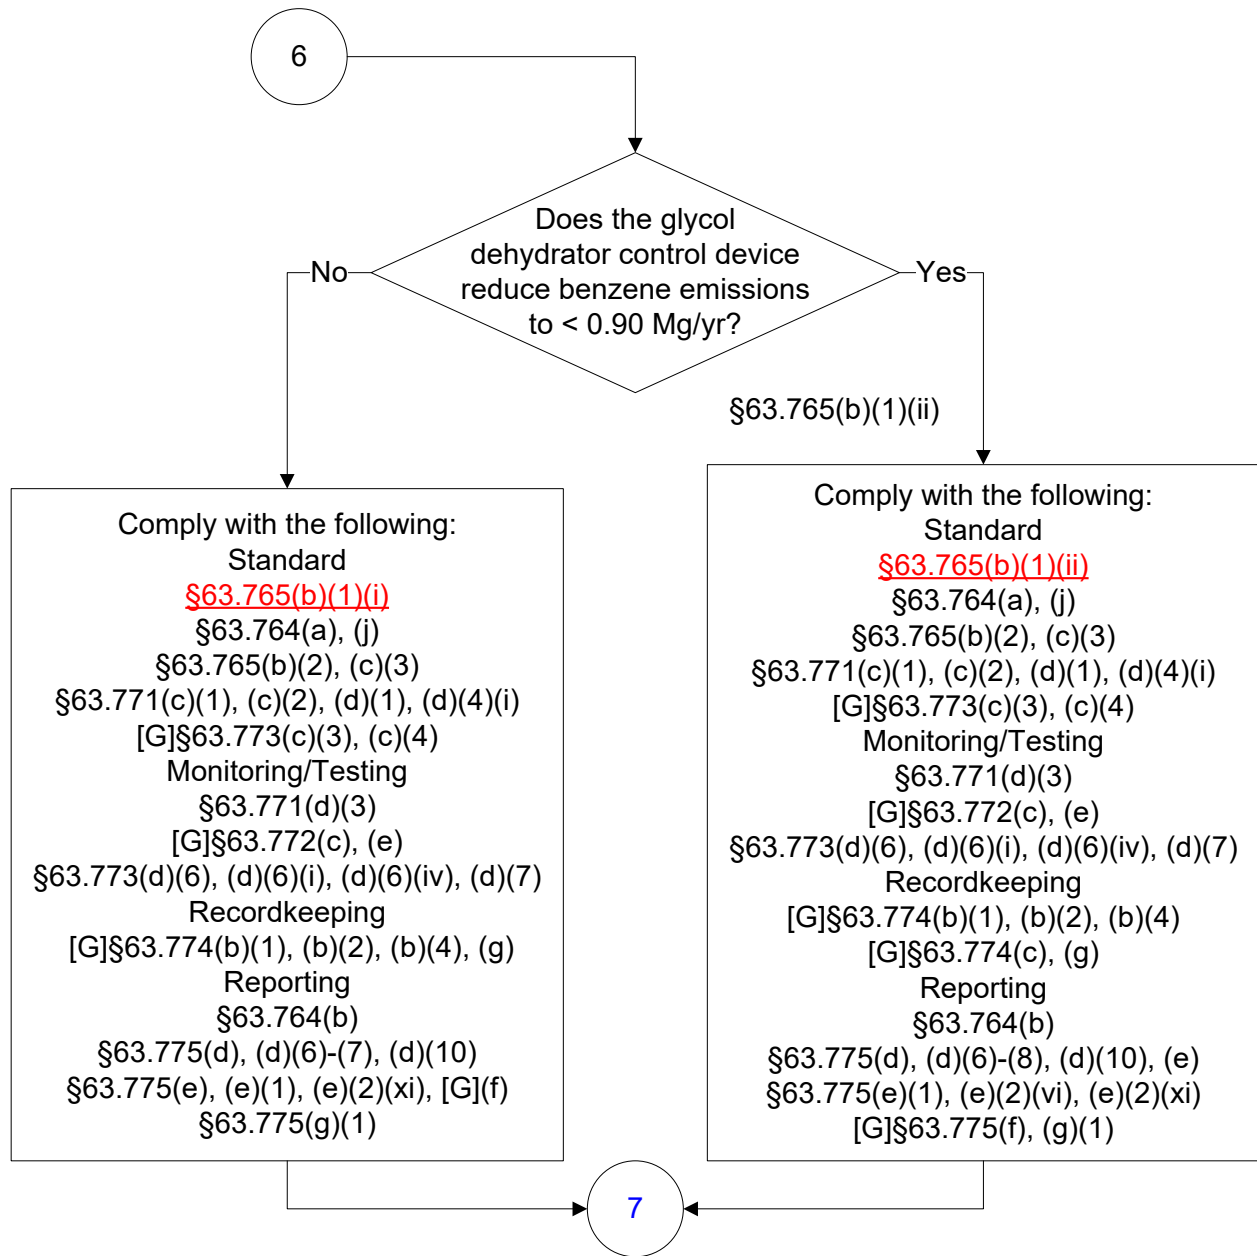 6
Does the glycol
dehydrator control device
reduce benzene emissions
to < 0.90 Mg/yr?
No
Yes
§63.765(b)(1)(ii)
Comply with the following:
Standard
§63.765(b)(1)(i)
§63.764(a), (j)
§63.765(b)(2), (c)(3)
§63.771(c)(1), (c)(2), (d)(1), (d)(4)(i)
[G]§63.773(c)(3), (c)(4)
Monitoring/Testing
§63.771(d)(3)
[G]§63.772(c), (e)
§63.773(d)(6), (d)(6)(i), (d)(6)(iv), (d)(7)
Recordkeeping
[G]§63.774(b)(1), (b)(2), (b)(4), (g)
Reporting
§63.764(b)
§63.775(d), (d)(6)-(7), (d)(10)
§63.775(e), (e)(1), (e)(2)(xi), [G](f)
§63.775(g)(1)
Comply with the following:
Standard
§63.765(b)(1)(ii)
§63.764(a), (j)
§63.765(b)(2), (c)(3)
§63.771(c)(1), (c)(2), (d)(1), (d)(4)(i)
[G]§63.773(c)(3), (c)(4)
Monitoring/Testing
§63.771(d)(3)
[G]§63.772(c), (e)
§63.773(d)(6), (d)(6)(i), (d)(6)(iv), (d)(7)
Recordkeeping
[G]§63.774(b)(1), (b)(2), (b)(4)
[G]§63.774(c), (g)
Reporting
§63.764(b)
§63.775(d), (d)(6)-(8), (d)(10), (e)
§63.775(e)(1), (e)(2)(vi), (e)(2)(xi)
[G]§63.775(f), (g)(1)
7